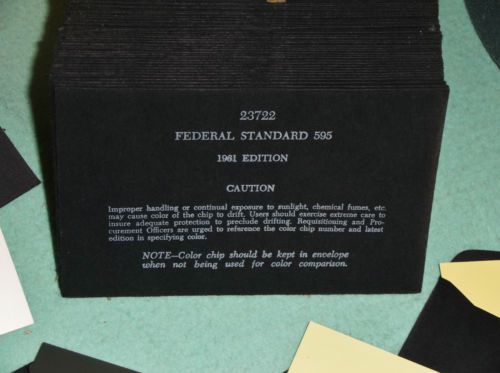 23722
FEDERAL STANDARD 595
1961 EDITION
CAUTION
Improper handling or continual exposure to sunlight, chemical fumes, etc.
may cause color of the chip to drift. Users should exercise extreme care to
insure adequate protection to preclude drifting. Requisitioning and Pro-
curement Officers are urged to reference the color chip number and latest
edition in specifying color.
NOTE—Color chip should be kept in envelope
when not being used for color comparison.